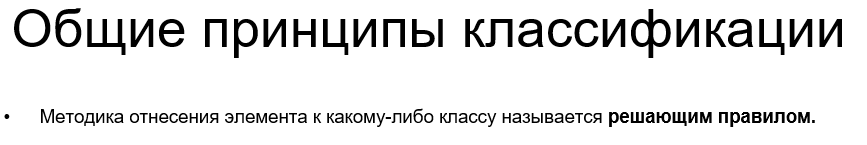 Общие принципы классификации
• Методика отнесения элемента к какому-либо классу называется решающим правилом.